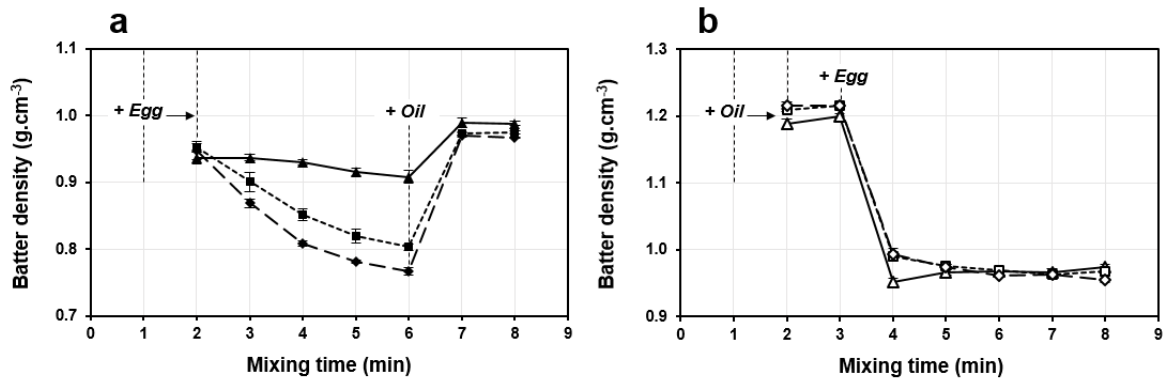 a
1.1
1.0
0.9
0.8
0.7
Batter density (g.cm-3)
+ Egg
+ Oil
0 1 2 3 4 5 6 7 8 9
Mixing time (min)
b
1.3
1.2
1.1
1.0
0.9
Batter density (g.cm-3)
+ Oil
+ Egg
0 1 2 3 4 5 6 7 8 9
Mixing time (min)